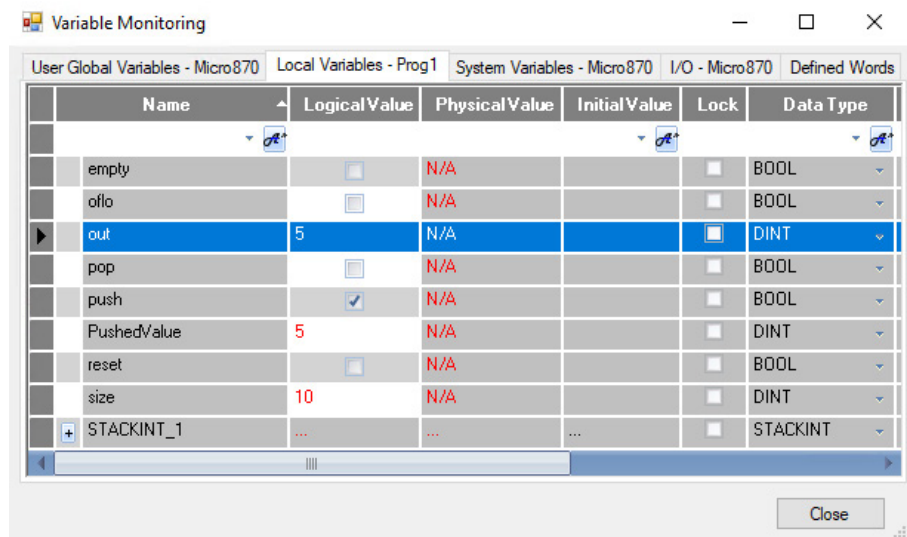 Variable Monitoring
User Global Variables - Micro870 Local Variables - Prog1 System Variables - Micro870 I/O - Micro870 Defined Words
Name Logical Value Physical Value Initial Value Lock Data Type
empty N/A BOOL
oflo N/A BOOL
out 5 N/A DINT
pop N/A BOOL
push N/A BOOL
PushedValue 5 N/A DINT
reset N/A BOOL
size 10 N/A DINT
STACKINT_1 ... ... ... STACKINT
Close